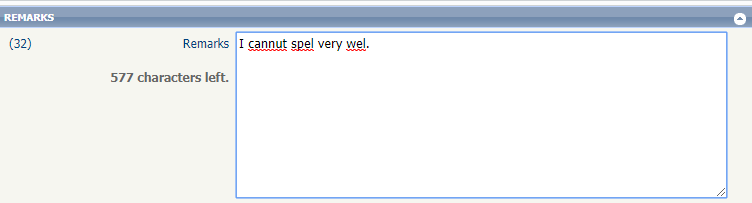 REMARKS
(32) Remarks I cannut spel very wel.
577 characters left.